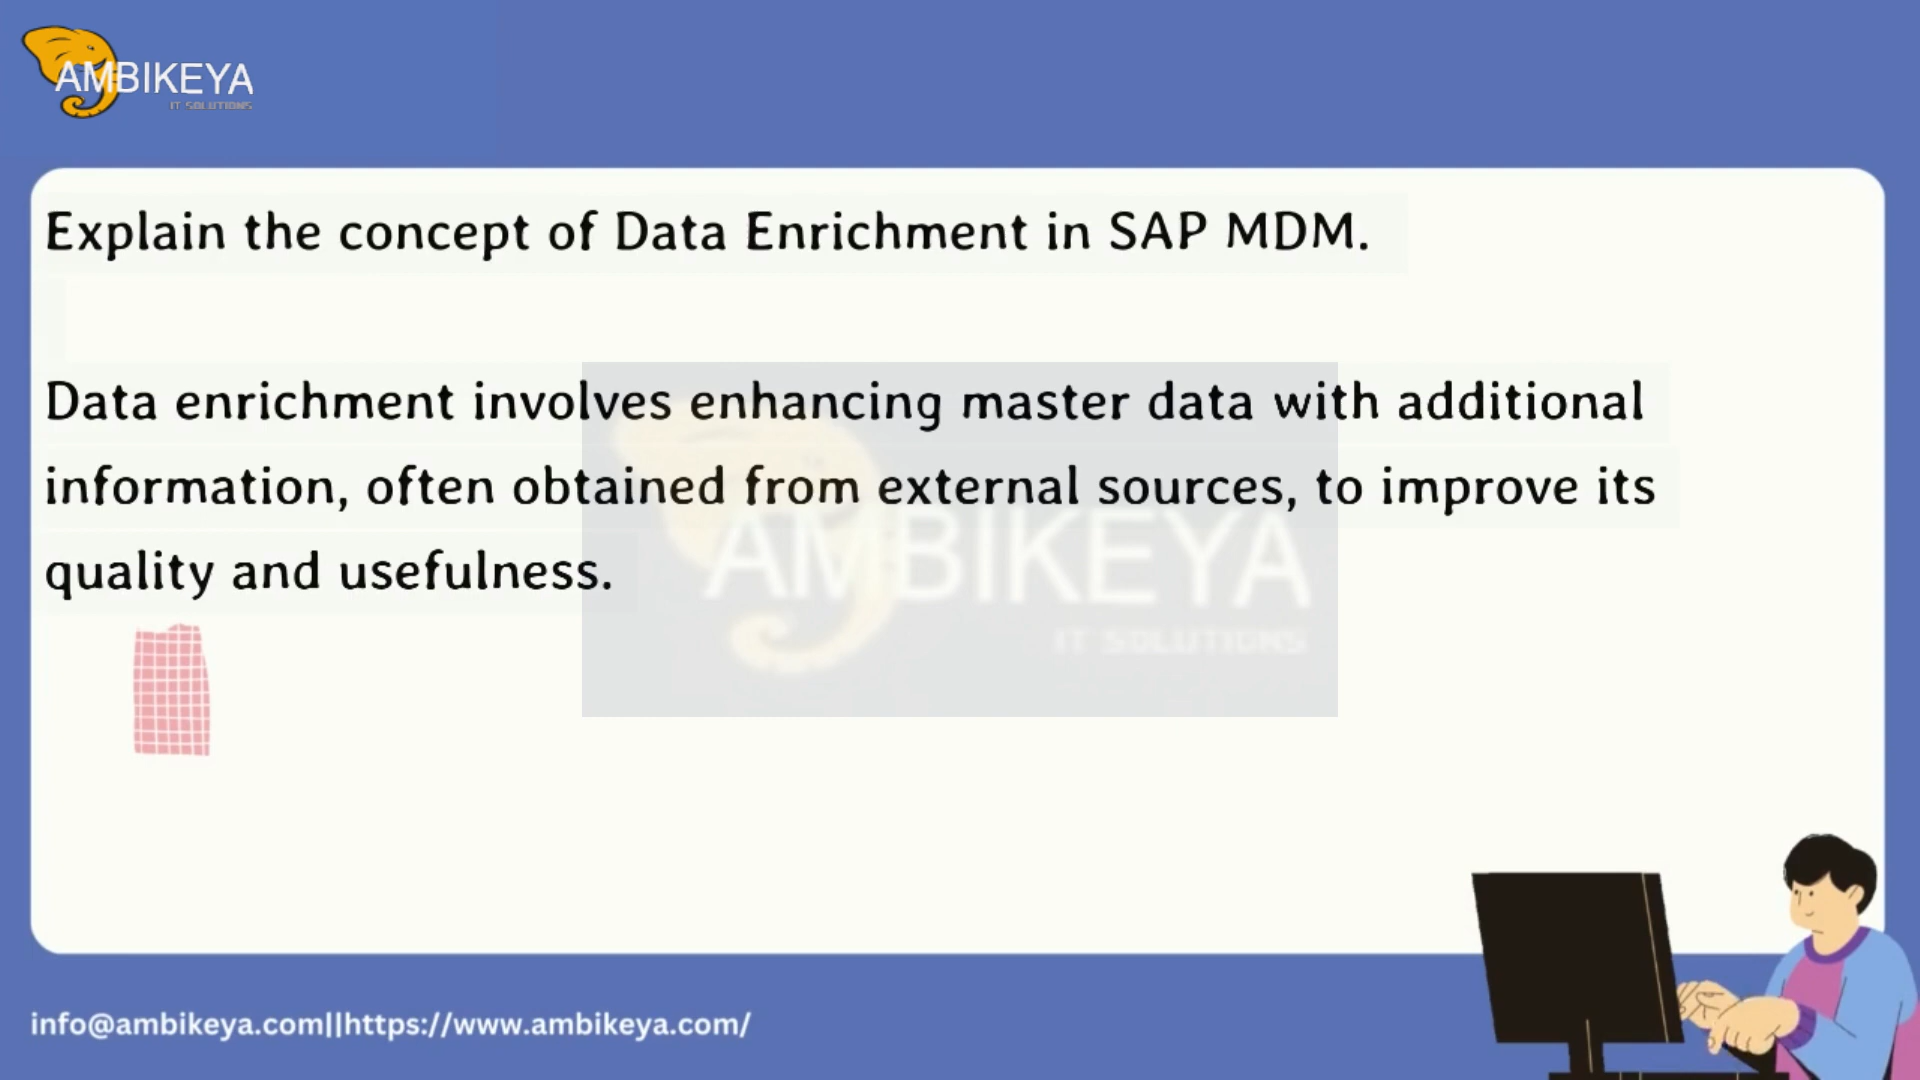 AMBIKEYA
IT SOLUTIONS
Explain the concept of Data Enrichment in SAP MDM.
Data enrichment involves enhancing master data with additional
information, often obtained from external sources, to improve its
quality and usefulness.
AMBIKEYA
IT SOLUTIONS
info@ambikeya.com||https://www.ambikeya.com/